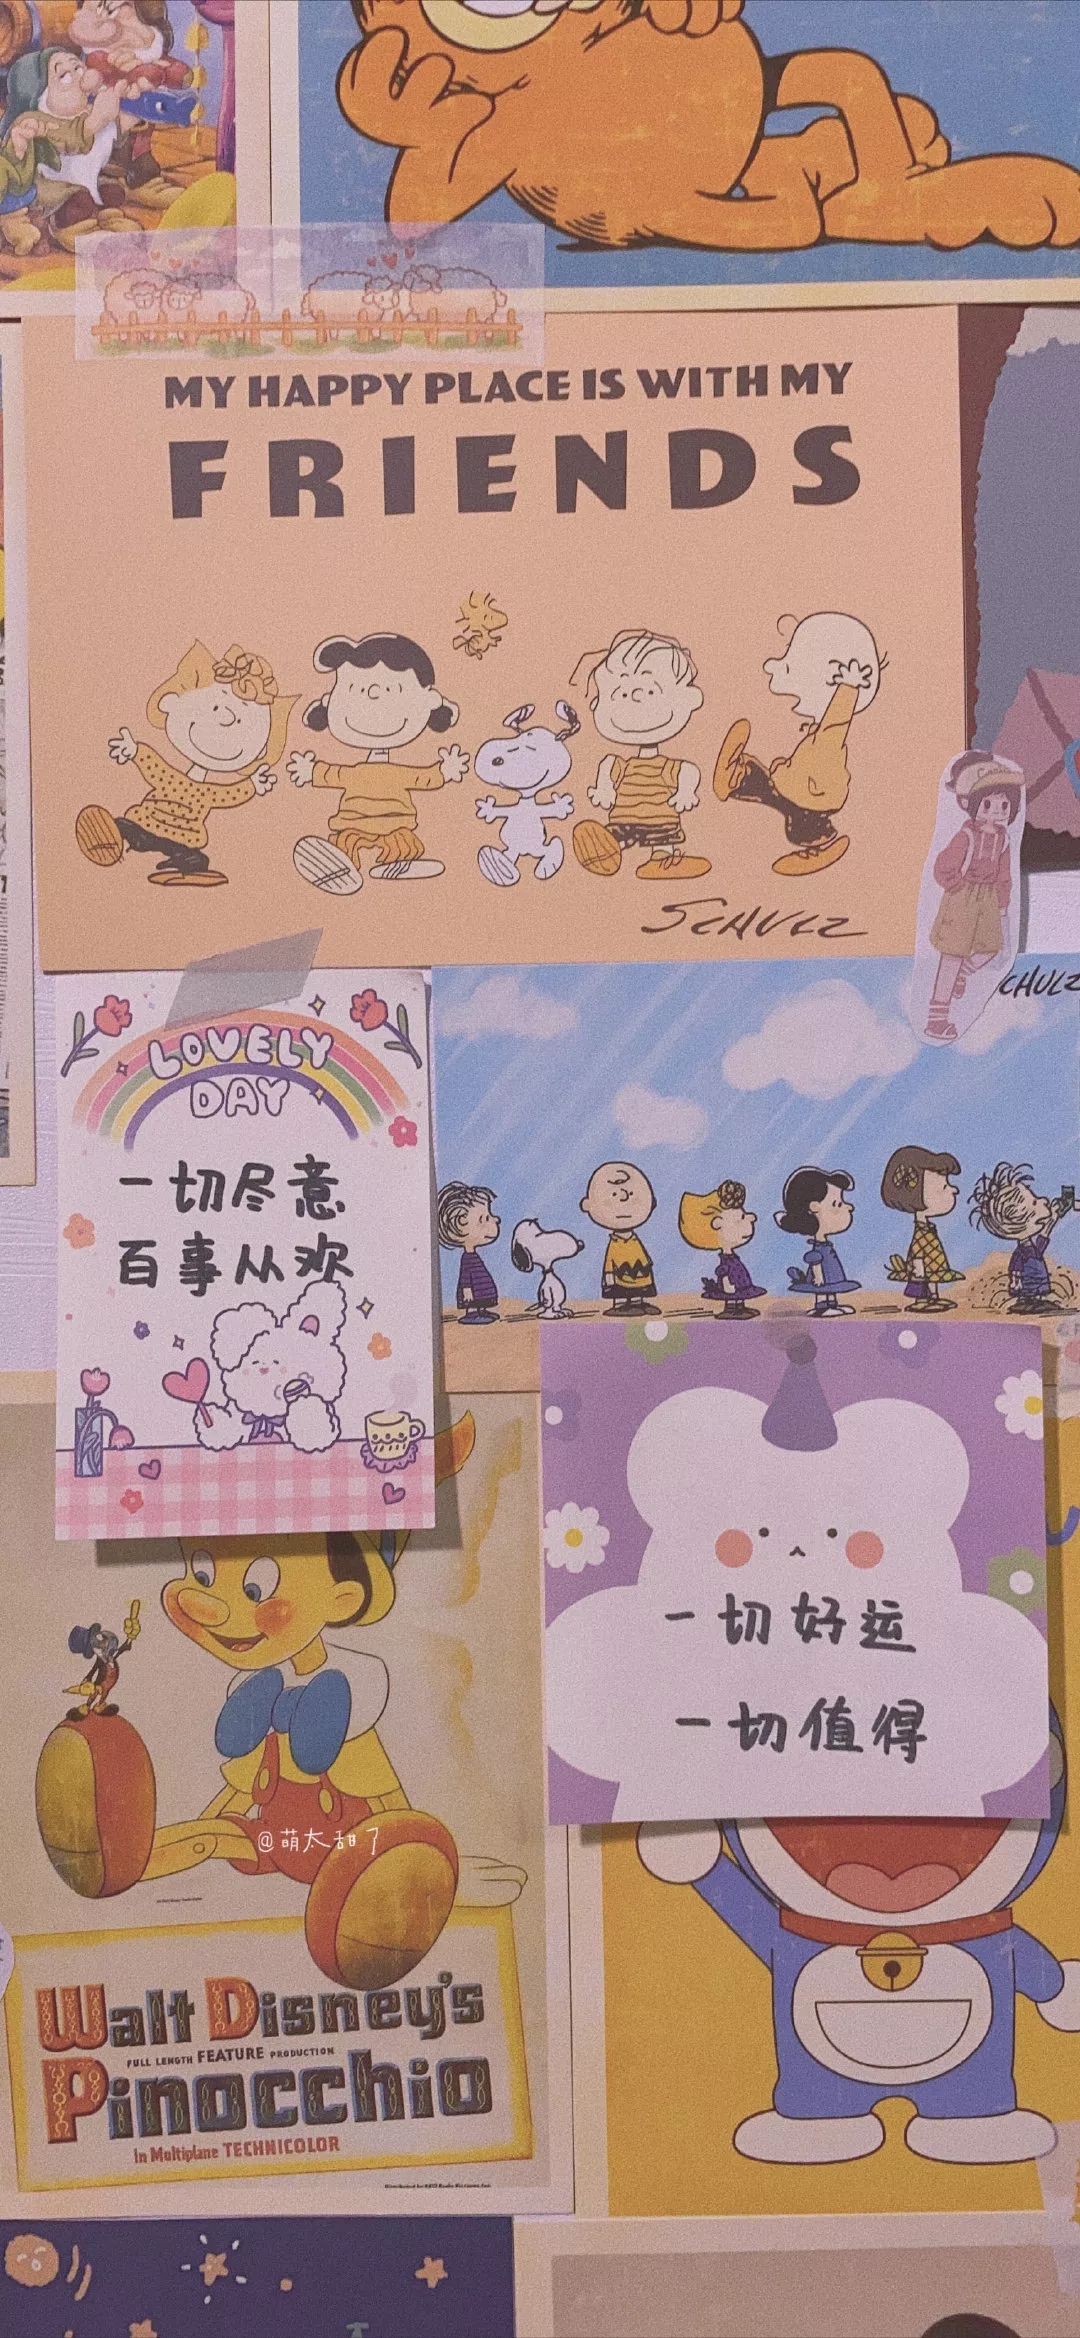 MY HAPPY PLACE IS WITH MY
FRIENDS
SCHULZ
CHULZ
LOVELY
DAY
一切尽意
百事从欢
一切好运
一切值得
@萌太甜了
Walt Disney's
FULL LENGTH FEATURE PRODUCTION
Pinocchio
In Multiplane TECHNICOLOR